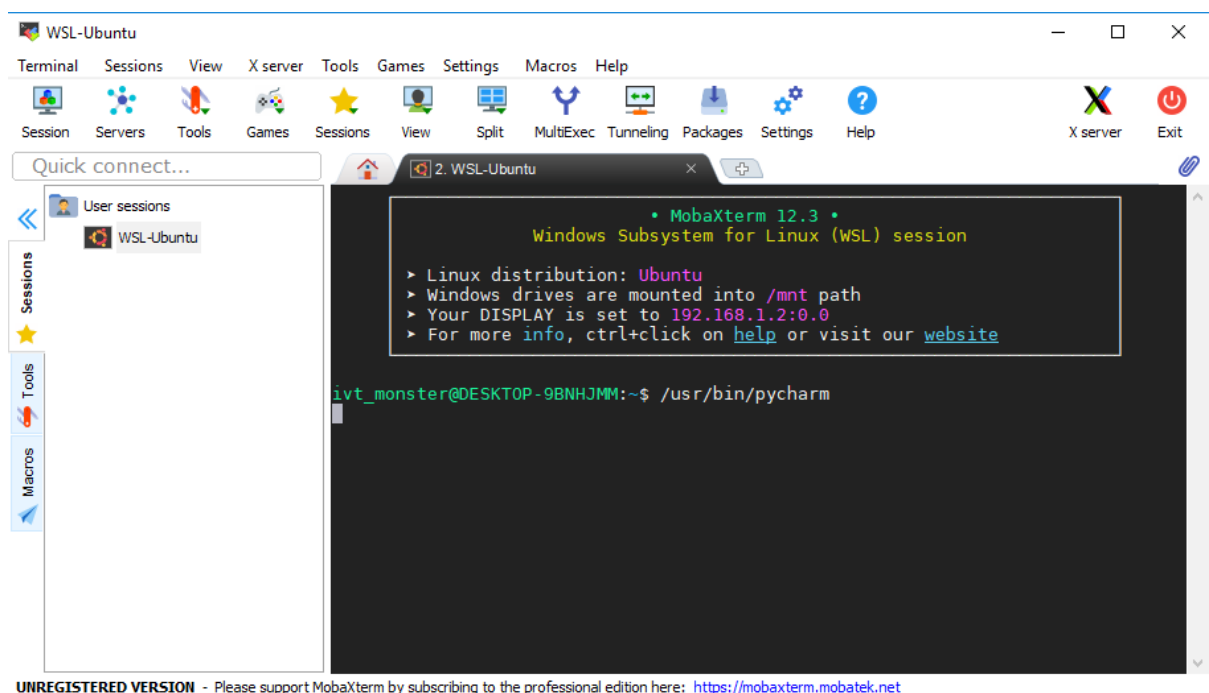 WSL-Ubuntu
Terminal Sessions View X server Tools Games Settings Macros Help
Session Servers Tools Games Sessions View Split MultiExec Tunneling Packages Settings Help X server Exit
Quick connect...
2. WSL-Ubuntu
User sessions
WSL-Ubuntu
Sessions
Tools
Macros
• MobaXterm 12.3 •
Windows Subsystem for Linux (WSL) session
➤ Linux distribution: Ubuntu
➤ Windows drives are mounted into /mnt path
➤ Your DISPLAY is set to 192.168.1.2:0.0
➤ For more info, ctrl+click on help or visit our website
ivt_monster@DESKTOP-9BNHJMM:~$ /usr/bin/pycharm
UNREGISTERED VERSION - Please support MobaXterm by subscribing to the professional edition here: https://mobaxterm.mobatek.net